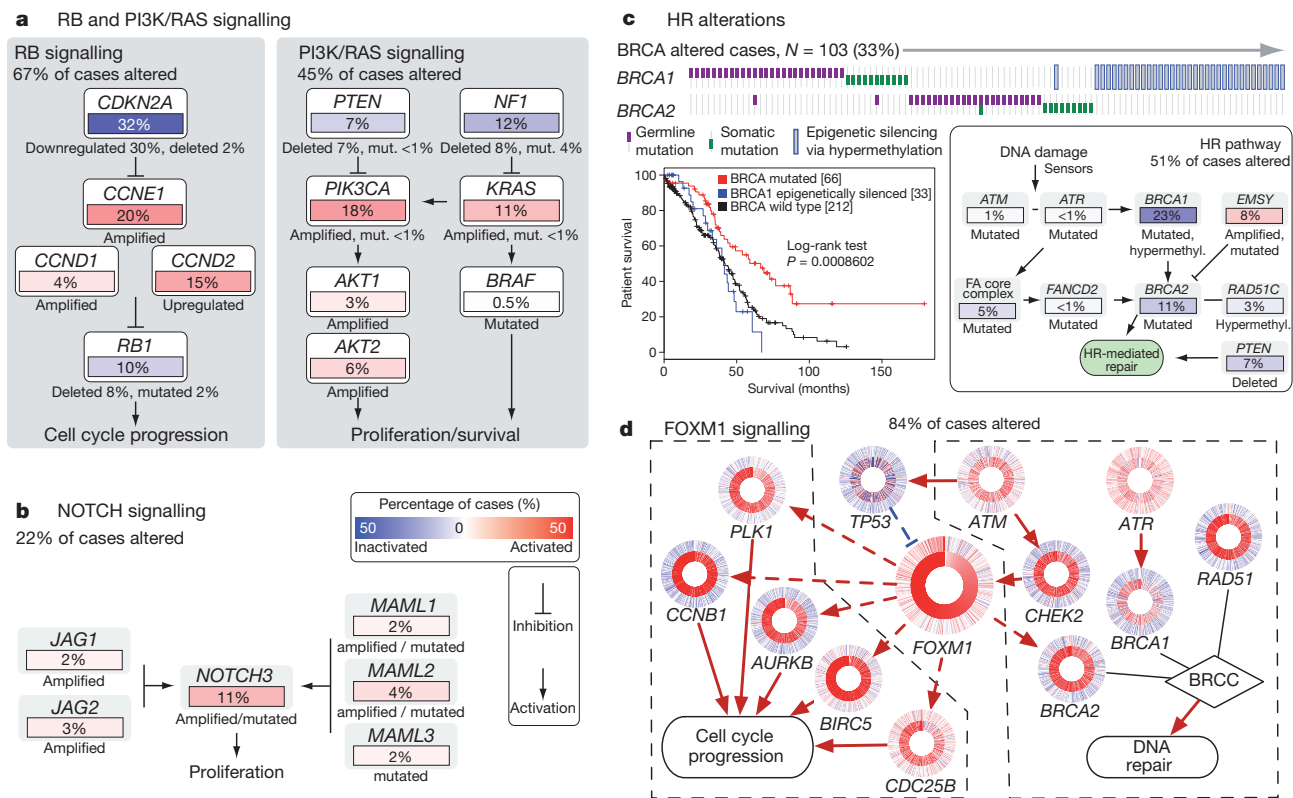 a RB and PI3K/RAS signalling
RB signalling
67% of cases altered
CDKN2A
32%
Downregulated 30%, deleted 2%
CCNE1
20%
Amplified
CCND1
4%
Amplified
CCND2
15%
Upregulated
RB1
10%
Deleted 8%, mutated 2%
Cell cycle progression
PI3K/RAS signalling
45% of cases altered
PTEN
7%
Deleted 7%, mut. <1%
NF1
12%
Deleted 8%, mut. 4%
PIK3CA
18%
Amplified, mut. <1%
KRAS
11%
Amplified, mut. <1%
AKT1
3%
Amplified
BRAF
0.5%
Mutated
AKT2
6%
Amplified
Proliferation/survival
b NOTCH signalling
22% of cases altered
JAG1
2%
Amplified
JAG2
3%
Amplified
NOTCH3
11%
Amplified/mutated
Proliferation
MAML1
2%
amplified / mutated
MAML2
4%
amplified / mutated
MAML3
2%
mutated
Percentage of cases (%)
50 0 50
Inactivated Activated
Inhibition
Activation
c HR alterations
BRCA altered cases, N = 103 (33%)
BRCA1
BRCA2
Germline
mutation
Somatic
mutation
Epigenetic silencing
via hypermethylation
BRCA mutated [66]
BRCA1 epigenetically silenced [33]
BRCA wild type [212]
Log-rank test
P = 0.0008602
Patient survival
100
80
60
40
20
0
0 50 100 150
Survival (months)
DNA damage
Sensors
HR pathway
51% of cases altered
ATM
1%
Mutated
ATR
<1%
Mutated
BRCA1
23%
Mutated,
hypermethyl.
EMSY
8%
Amplified,
mutated
FA core
complex
5%
Mutated
FANCD2
<1%
Mutated
BRCA2
11%
Mutated
RAD51C
3%
Hypermethyl.
HR-mediated
repair
PTEN
7%
Deleted
d FOXM1 signalling
84% of cases altered
PLK1
TP53
ATM
ATR
RAD51
CCNB1
AURKB
FOXM1
CHEK2
BRCA1
BIRC5
BRCA2
BRCC
CDC25B
Cell cycle
progression
DNA
repair